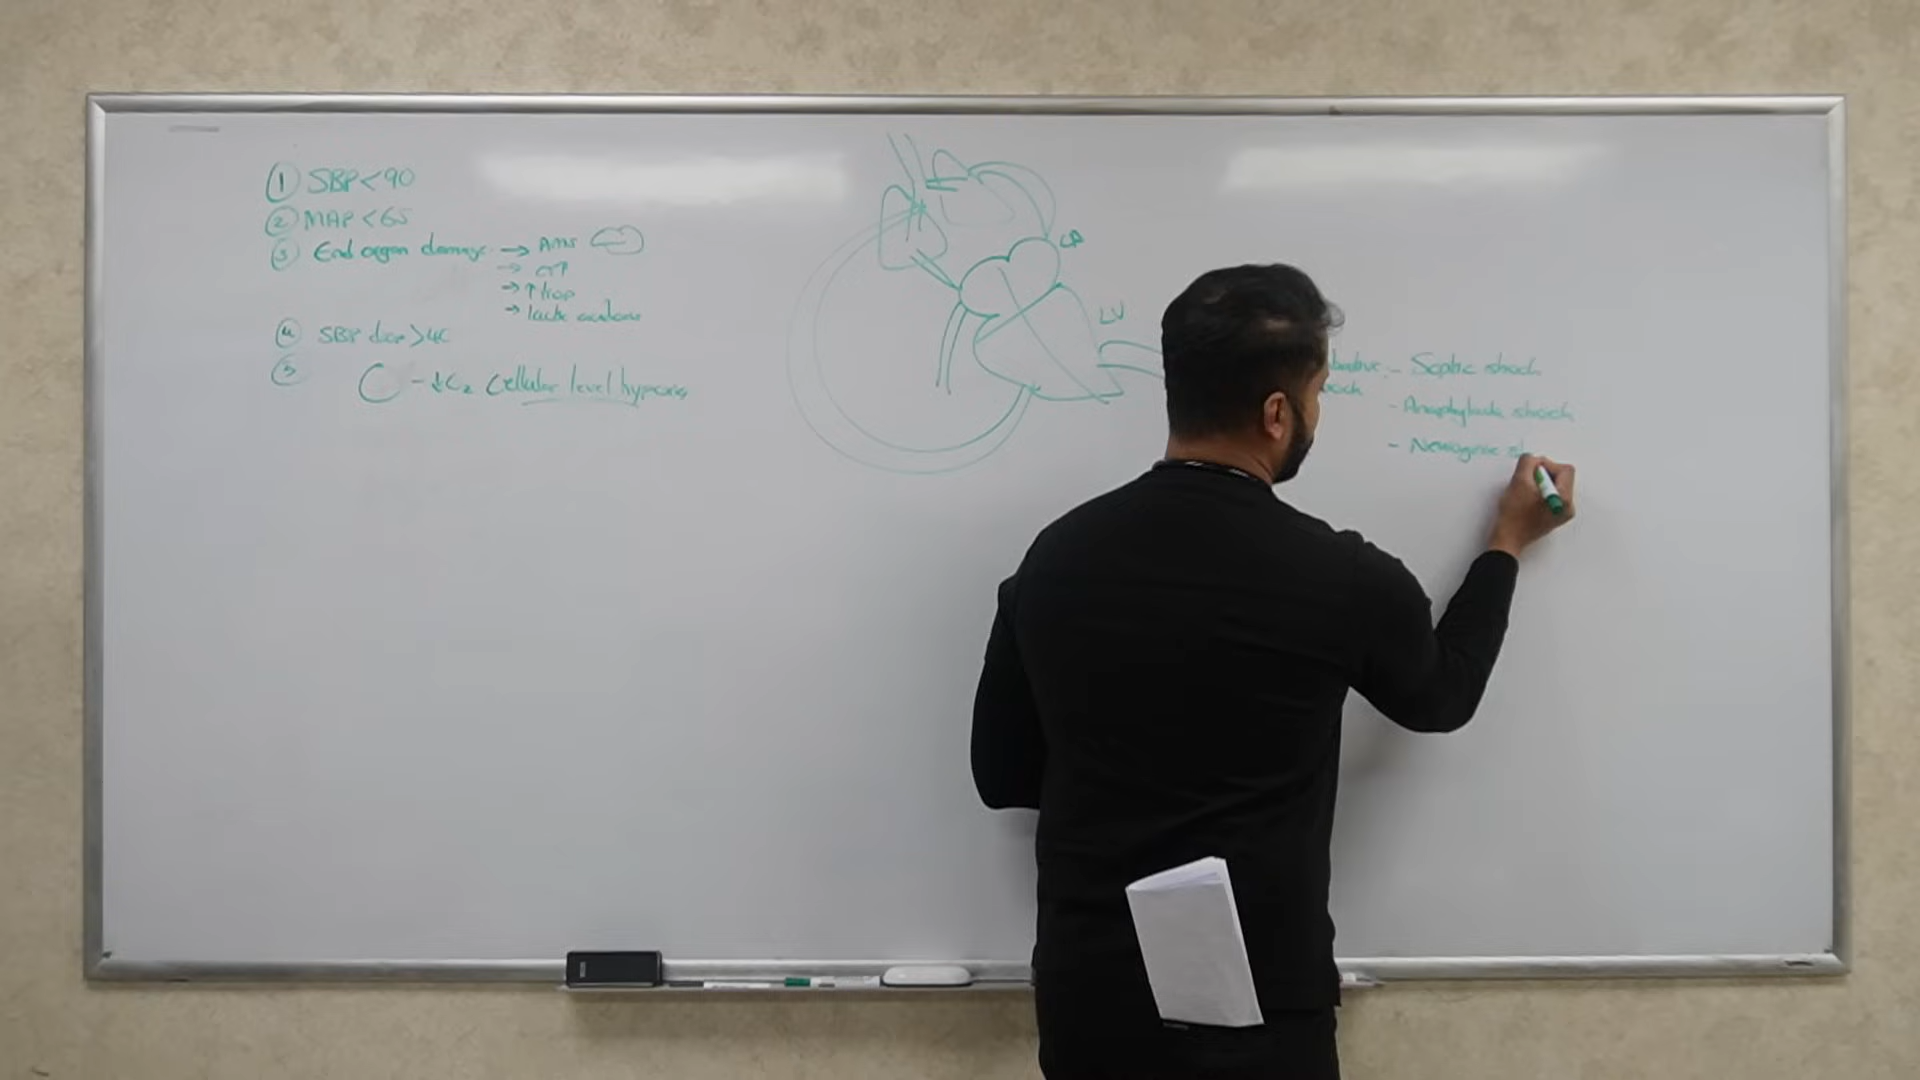 ① SBP < 90
② MAP < 65
③ End organ damage → AMS
→ ↑ trop
→ lactic acidosis
④ SBP drop > 40
⑤
- ↓O₂ Cellular level hypoxia
LA
LV
- Septic shock
- Anaphylactic shock
- Neurogenic sh